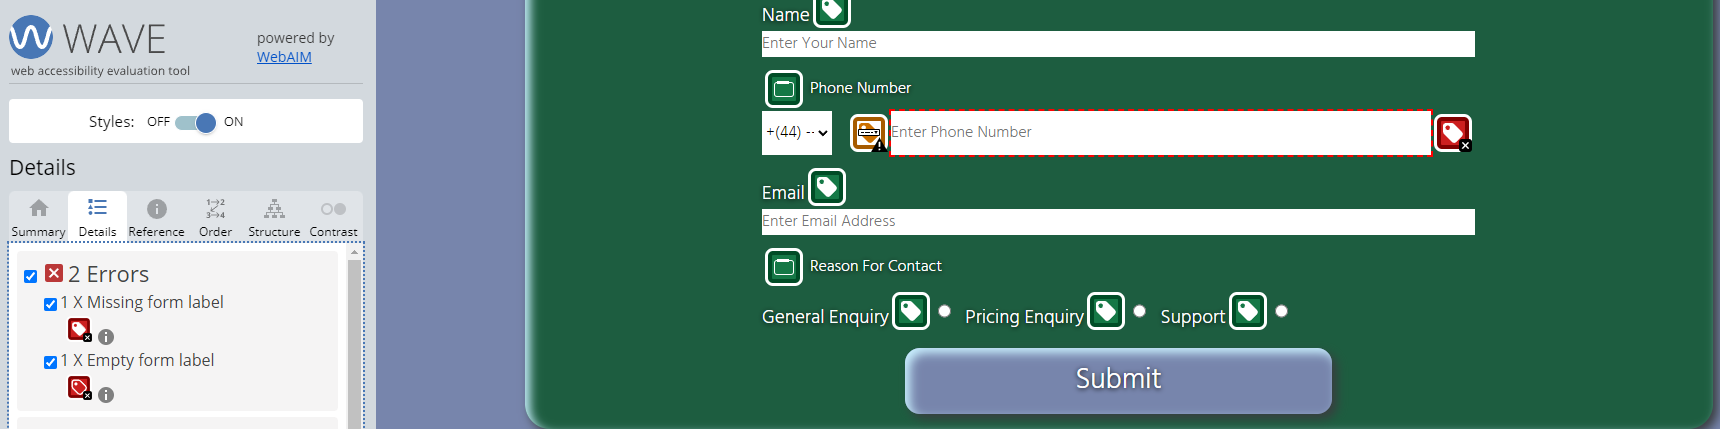 WAVE
powered by
WebAIM
web accessibility evaluation tool
Styles: OFF ON
Details
Summary Details Reference Order Structure Contrast
2 Errors
1 X Missing form label
1 X Empty form label
Name
Enter Your Name
Phone Number
+(44) --
Enter Phone Number
Email
Enter Email Address
Reason For Contact
General Enquiry Pricing Enquiry Support
Submit